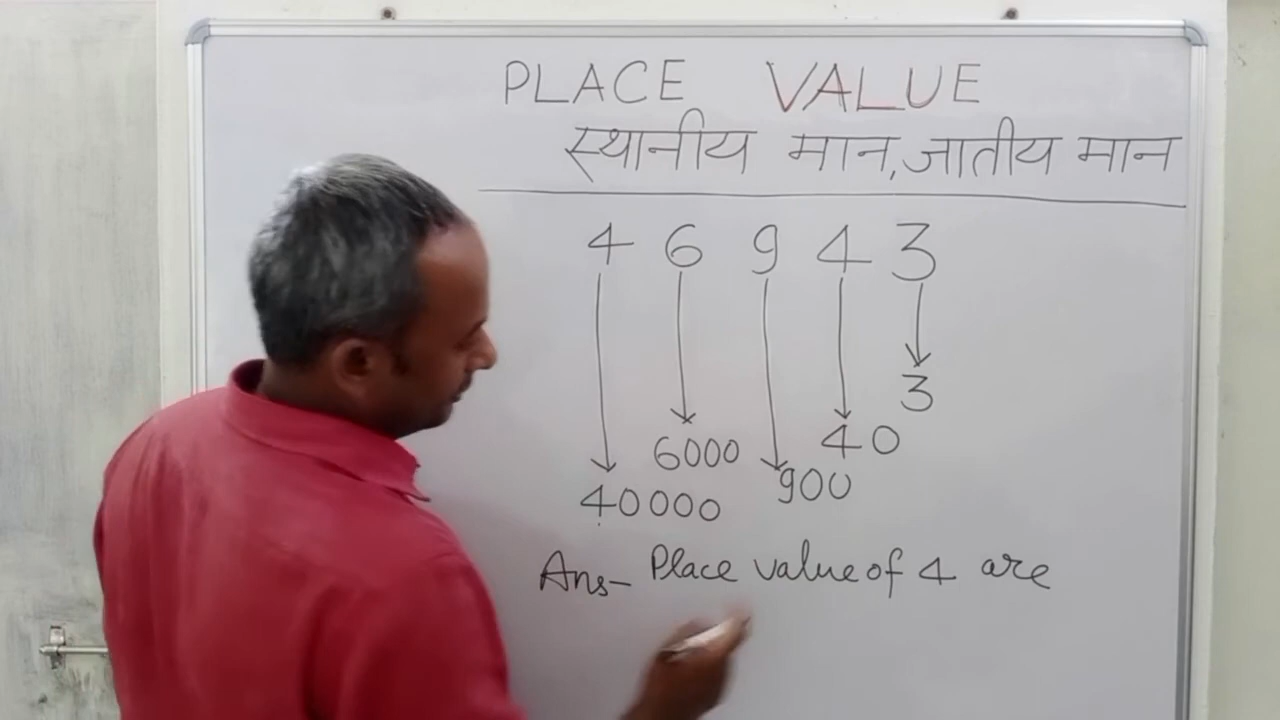 PLACE VALUE
स्थानीय मान, जातीय मान
4 6 9 4 3
3
6000 40
40000 900
Ans- Place value of 4 are